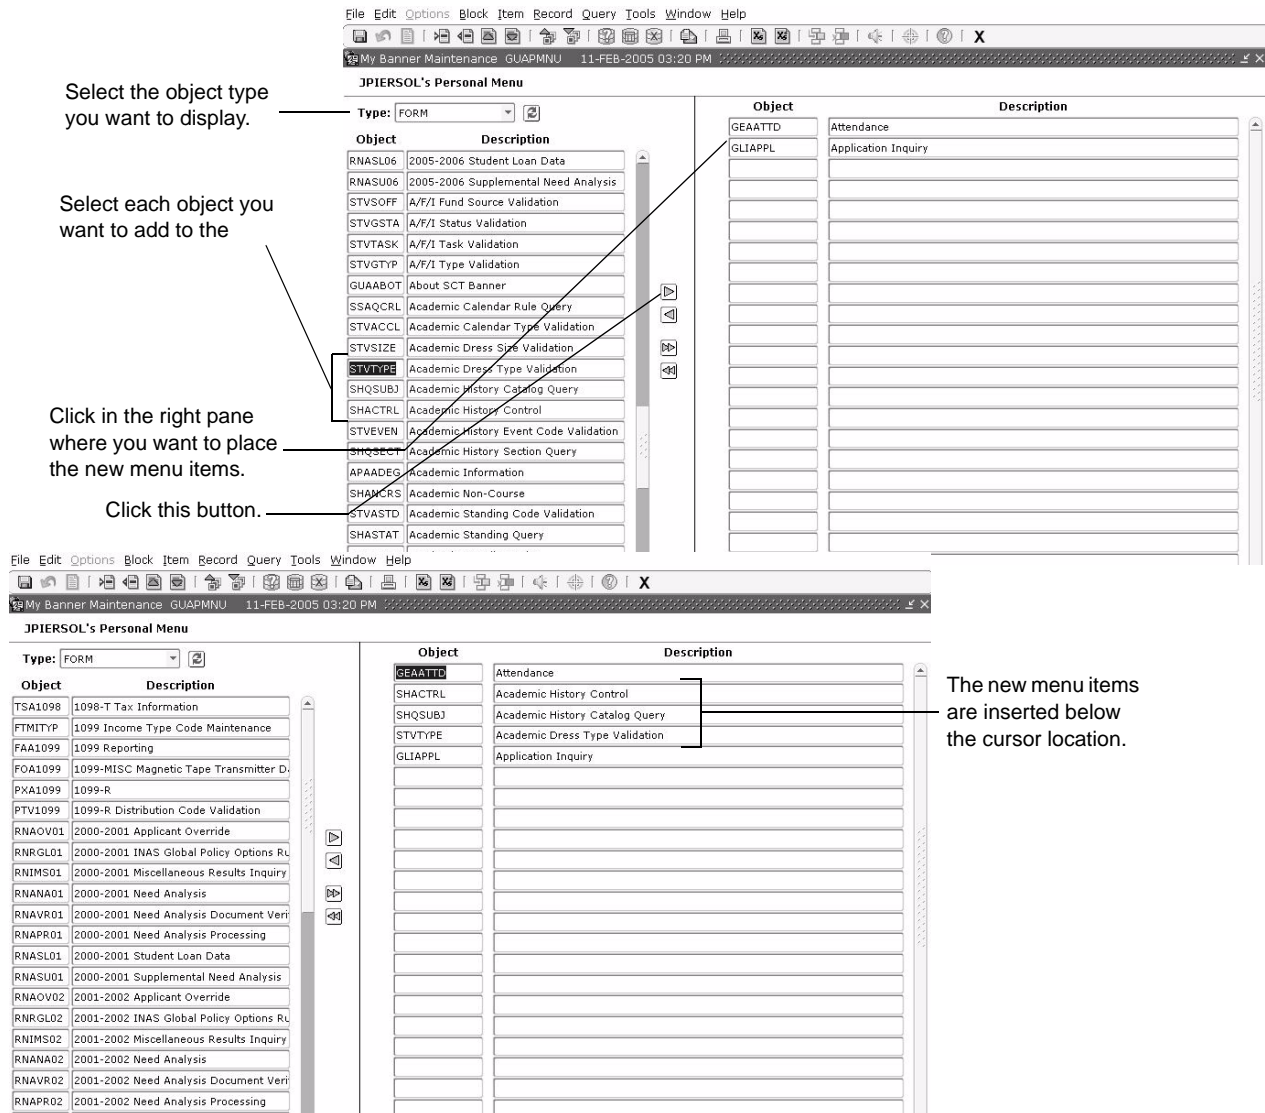 File Edit Options Block Item Record Query Tools Window Help
My Banner Maintenance GUAPMNU 11-FEB-2005 03:20 PM
JPIERSOL's Personal Menu
Select the object type
you want to display.
Type: FORM
Object Description
RNASL06 2005-2006 Student Loan Data
RNASU06 2005-2006 Supplemental Need Analysis
STVSOFF A/F/I Fund Source Validation
STVGSTA A/F/I Status Validation
STVTASK A/F/I Task Validation
STVGTYP A/F/I Type Validation
GUAABOT About SCT Banner
SSAQCRL Academic Calendar Rule Query
STVACCL Academic Calendar Type Validation
STVSIZE Academic Dress Size Validation
STVTYPE Academic Dress Type Validation
SHQSUBJ Academic History Catalog Query
SHACTRL Academic History Control
STVEVEN Academic History Event Code Validation
SHQSECT Academic History Section Query
APAADEG Academic Information
SHANCRS Academic Non-Course
STVASTD Academic Standing Code Validation
SHASTAT Academic Standing Query
Object Description
GEAATTD Attendance
GLIAPPL Application Inquiry
Select each object you
want to add to the
Click in the right pane
where you want to place
the new menu items.
Click this button.
File Edit Options Block Item Record Query Tools Window Help
My Banner Maintenance GUAPMNU 11-FEB-2005 03:20 PM
JPIERSOL's Personal Menu
Type: FORM
Object Description
TSA1098 1098-T Tax Information
FTMITYP 1099 Income Type Code Maintenance
FAA1099 1099 Reporting
FOA1099 1099-MISC Magnetic Tape Transmitter D
PXA1099 1099-R
PTV1099 1099-R Distribution Code Validation
RNAOV01 2000-2001 Applicant Override
RNRGL01 2000-2001 INAS Global Policy Options Ru
RNIMS01 2000-2001 Miscellaneous Results Inquiry
RNANA01 2000-2001 Need Analysis
RNAVR01 2000-2001 Need Analysis Document Veri
RNAPR01 2000-2001 Need Analysis Processing
RNASL01 2000-2001 Student Loan Data
RNASU01 2000-2001 Supplemental Need Analysis
RNAOV02 2001-2002 Applicant Override
RNRGL02 2001-2002 INAS Global Policy Options Ru
RNIMS02 2001-2002 Miscellaneous Results Inquiry
RNANA02 2001-2002 Need Analysis
RNAVR02 2001-2002 Need Analysis Document Veri
RNAPR02 2001-2002 Need Analysis Processing
Object Description
GEAATTD Attendance
SHACTRL Academic History Control
SHQSUBJ Academic History Catalog Query
STVTYPE Academic Dress Type Validation
GLIAPPL Application Inquiry
The new menu items
are inserted below
the cursor location.